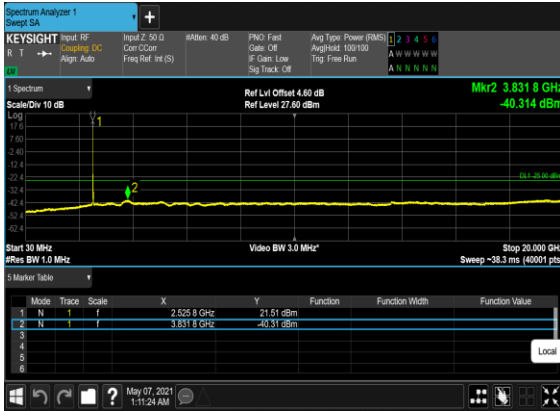 Spectrum Analyzer 1
Swept SA
+
KEYSIGHT
R T
LV
Input: RF
Coupling: DC
Align: Auto
Input Z: 50 Ω
Corr CCorr
Freq Ref: Int (S)
#Atten: 40 dB
PNO: Fast
Gate: Off
IF Gain: Low
Sig Track: Off
Avg Type: Power (RMS)
Avg|Hold: 100/100
Trig: Free Run
1 2 3 4 5 6
A W W W W W
A N N N N N
1 Spectrum
Scale/Div 10 dB
Ref Lvl Offset 4.60 dB
Ref Level 27.60 dBm
Mkr2 3.831 8 GHz
-40.314 dBm
Log
17.6
7.60
-2.40
-12.4
-22.4
-32.4
-42.4
-52.4
-62.4
1
2
DL1 -25.00 dBm
Start 30 MHz
#Res BW 1.0 MHz
Video BW 3.0 MHz*
Stop 20.000 GHz
Sweep ~38.3 ms (40001 pts)
5 Marker Table
Mode Trace Scale X Y Function Function Width Function Value
1 N 1 f 2.525 8 GHz 21.51 dBm
2 N 1 f 3.831 8 GHz -40.31 dBm
3
4
5
6
Local
?
May 07, 2021
1:11:24 AM